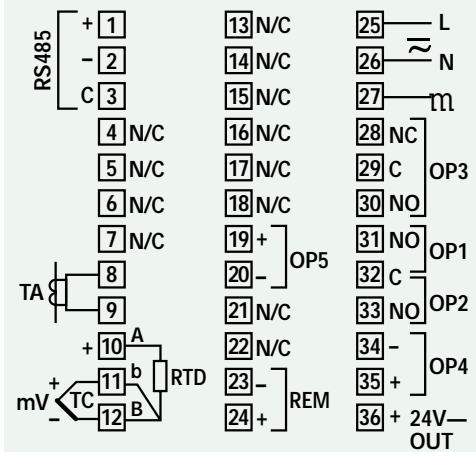 RS485
+ 1
− 2
C 3
4 N/C
5 N/C
6 N/C
7 N/C
TA
8
9
+ 10 A
+ 11 b
mV TC RTD
− 12 B
13 N/C
14 N/C
15 N/C
16 N/C
17 N/C
18 N/C
19 +
20 −
OP5
21 N/C
22 N/C
23 −
24 +
REM
25 L
26 N
27 m
28 NC
29 C
30 NO
OP3
31 NO
OP1
32 C
33 NO
OP2
34 −
35 +
OP4
36 + 24V—
OUT